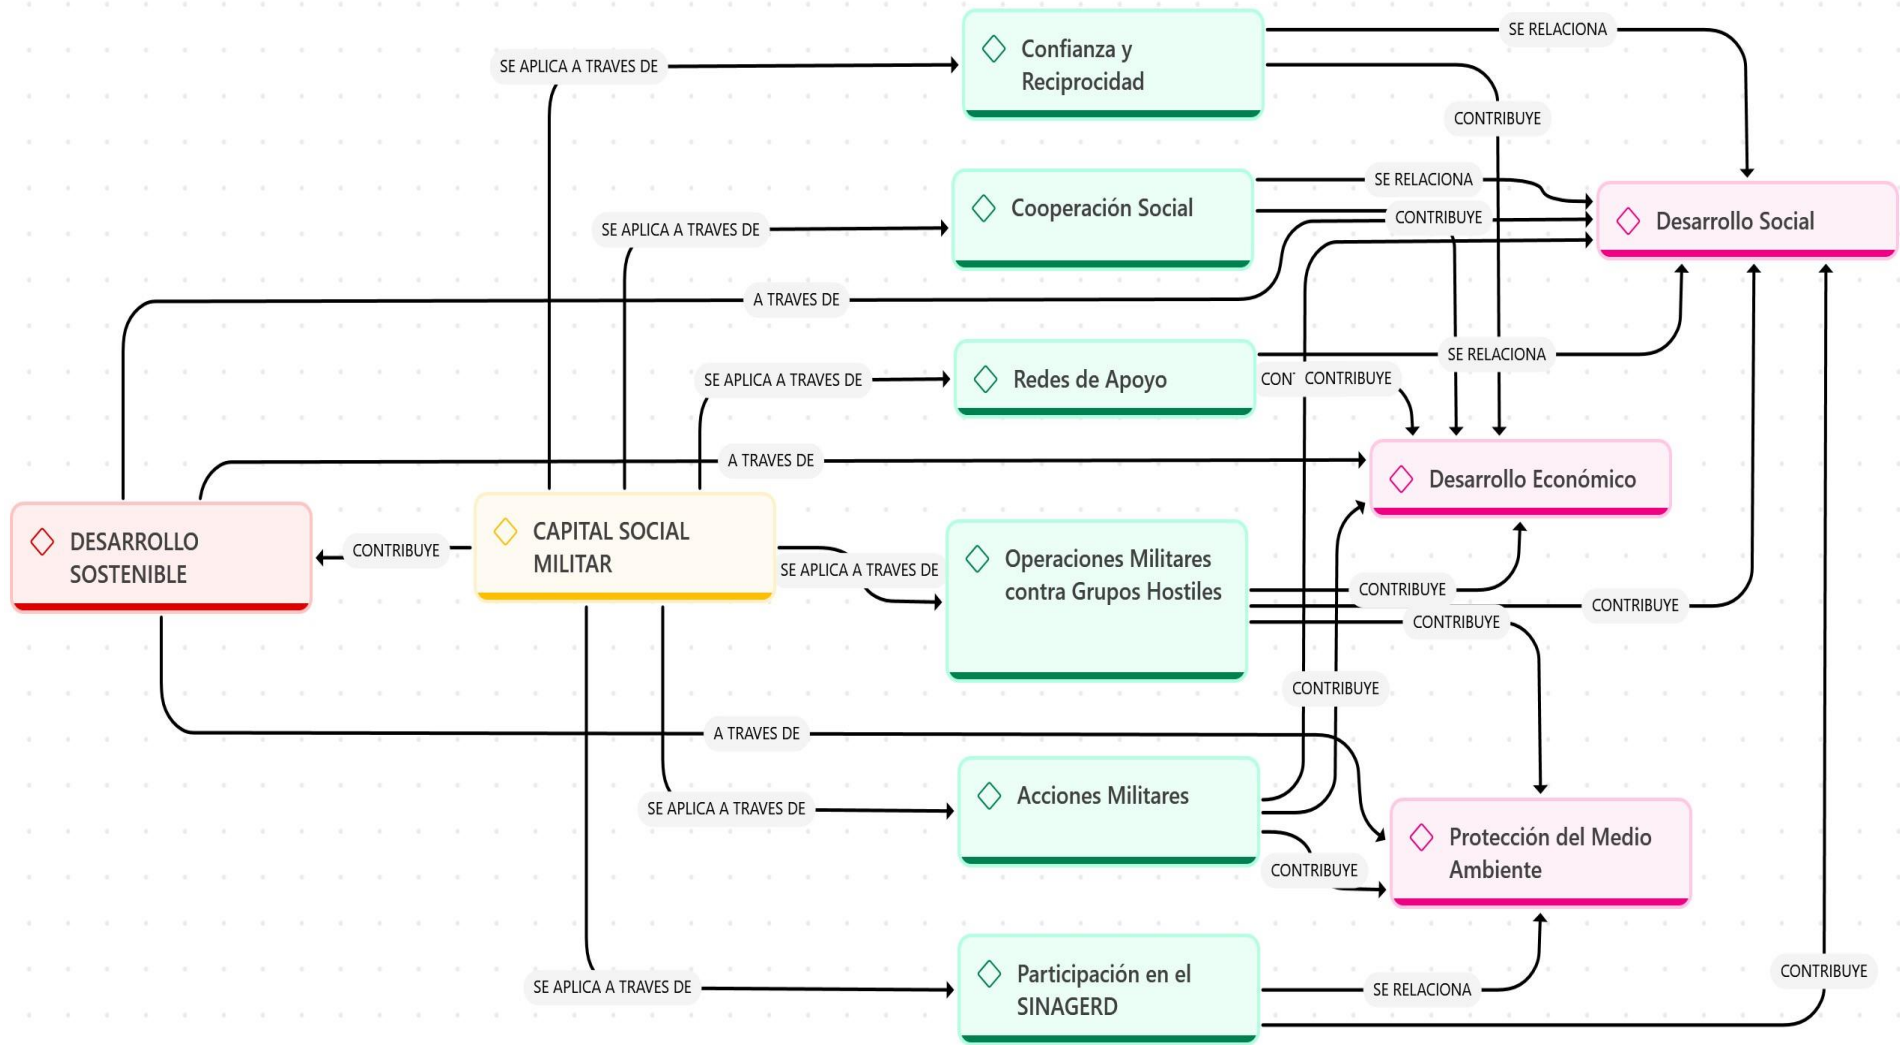 SE RELACIONA
Confianza y
Reciprocidad
SE APLICA A TRAVES DE
CONTRIBUYE
SE RELACIONA
Cooperación Social
CONTRIBUYE
Desarrollo Social
SE APLICA A TRAVES DE
A TRAVES DE
SE RELACIONA
Redes de Apoyo
SE APLICA A TRAVES DE
CONTRIBUYE
A TRAVES DE
Desarrollo Económico
DESARROLLO
SOSTENIBLE
CONTRIBUYE
CAPITAL SOCIAL
MILITAR
SE APLICA A TRAVES DE
Operaciones Militares
contra Grupos Hostiles
CONTRIBUYE
CONTRIBUYE
CONTRIBUYE
CONTRIBUYE
A TRAVES DE
Acciones Militares
SE APLICA A TRAVES DE
Protección del Medio
Ambiente
CONTRIBUYE
Participación en el
SINAGERD
SE APLICA A TRAVES DE
SE RELACIONA
CONTRIBUYE